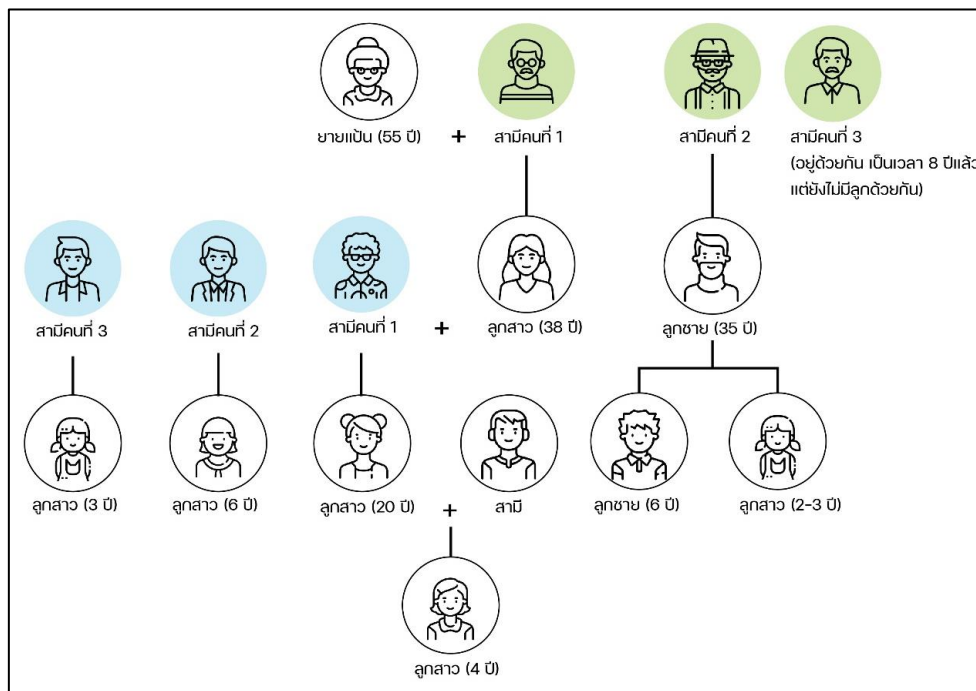 ยายแป้น (55 ปี)
+
สามีคนที่ 1
สามีคนที่ 2
สามีคนที่ 3
(อยู่ด้วยกัน เป็นเวลา 8 ปีแล้ว
แต่ยังไม่มีลูกด้วยกัน)
สามีคนที่ 3
สามีคนที่ 2
สามีคนที่ 1
+
ลูกสาว (38 ปี)
ลูกชาย (35 ปี)
ลูกสาว (3 ปี)
ลูกสาว (6 ปี)
ลูกสาว (20 ปี)
+
สามี
ลูกชาย (6 ปี)
ลูกสาว (2-3 ปี)
ลูกสาว (4 ปี)